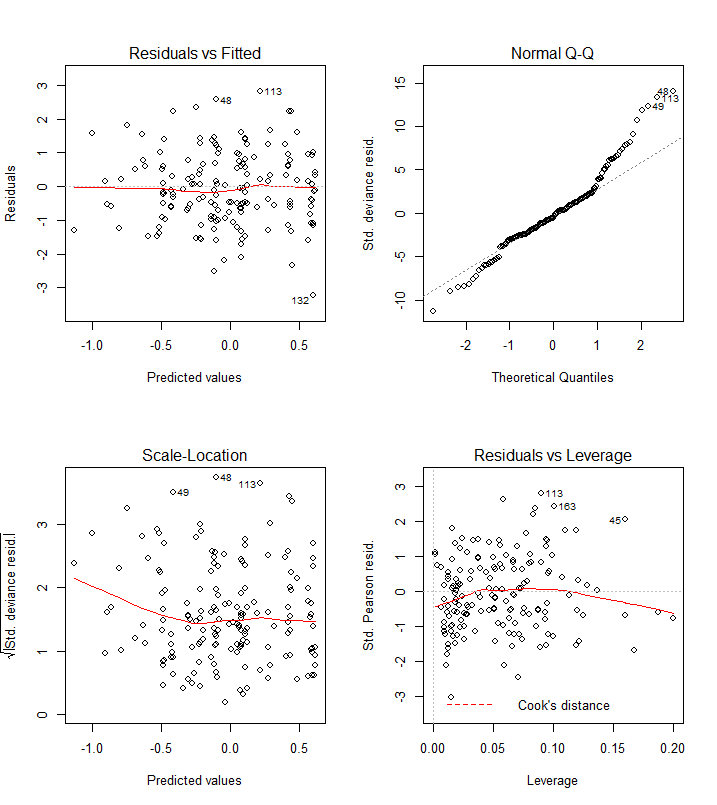 Residuals vs Fitted
Residuals
3
2
1
0
-1
-2
-3
48
113
132
-1.0 -0.5 0.0 0.5
Predicted values
Normal Q-Q
Std. deviance resid.
15
10
5
0
-5
-10
48
113
49
-2 -1 0 1 2
Theoretical Quantiles
Scale-Location
√|Std. deviance resid.|
3
2
1
0
49
48
113
-1.0 -0.5 0.0 0.5
Predicted values
Residuals vs Leverage
Std. Pearson resid.
3
2
1
0
-1
-2
-3
113
163
45
Cook's distance
0.00 0.05 0.10 0.15 0.20
Leverage